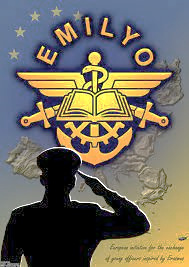 EMILYO
European initiative for the exchange
of young officers inspired by Erasmus